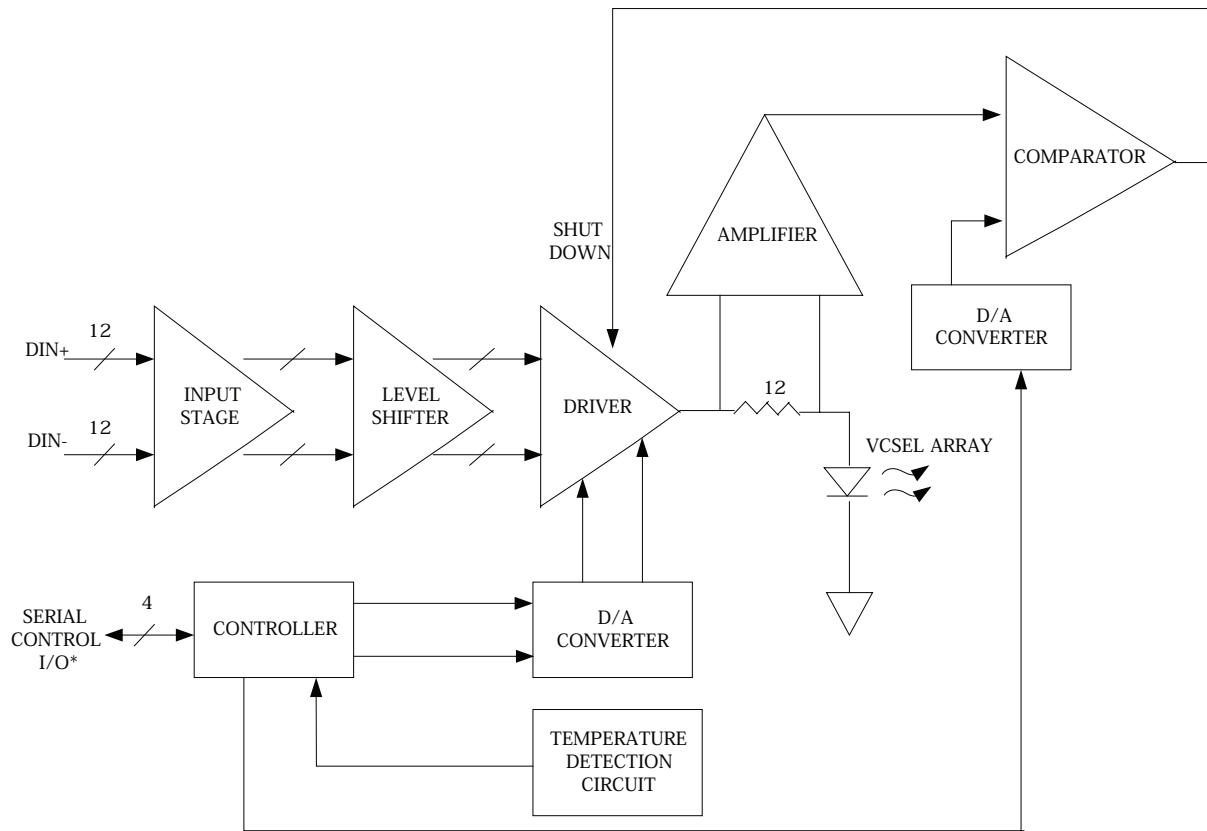 COMPARATOR
SHUT
DOWN
AMPLIFIER
D/A
CONVERTER
DIN+
12
INPUT
STAGE
LEVEL
SHIFTER
DRIVER
12
DIN-
12
VCSEL ARRAY
SERIAL
CONTROL
I/O*
4
CONTROLLER
D/A
CONVERTER
TEMPERATURE
DETECTION
CIRCUIT